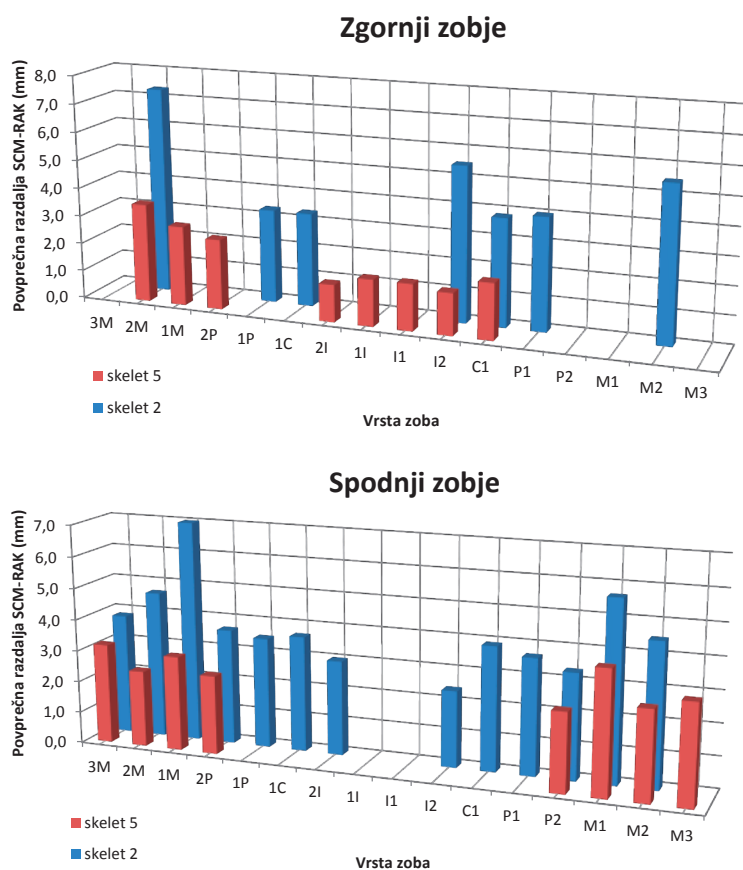 Zgornji zobje
Povprečna razdalja SCM-RAK (mm)
8,0
7,0
6,0
5,0
4,0
3,0
2,0
1,0
0,0
3M 2M 1M 2P 1P 1C 2I 1I I1 I2 C1 P1 P2 M1 M2 M3
skelet 5
skelet 2
Vrsta zoba
Spodnji zobje
Povprečna razdalja SCM-RAK (mm)
7,0
6,0
5,0
4,0
3,0
2,0
1,0
0,0
3M 2M 1M 2P 1P 1C 2I 1I I1 I2 C1 P1 P2 M1 M2 M3
skelet 5
skelet 2
Vrsta zoba